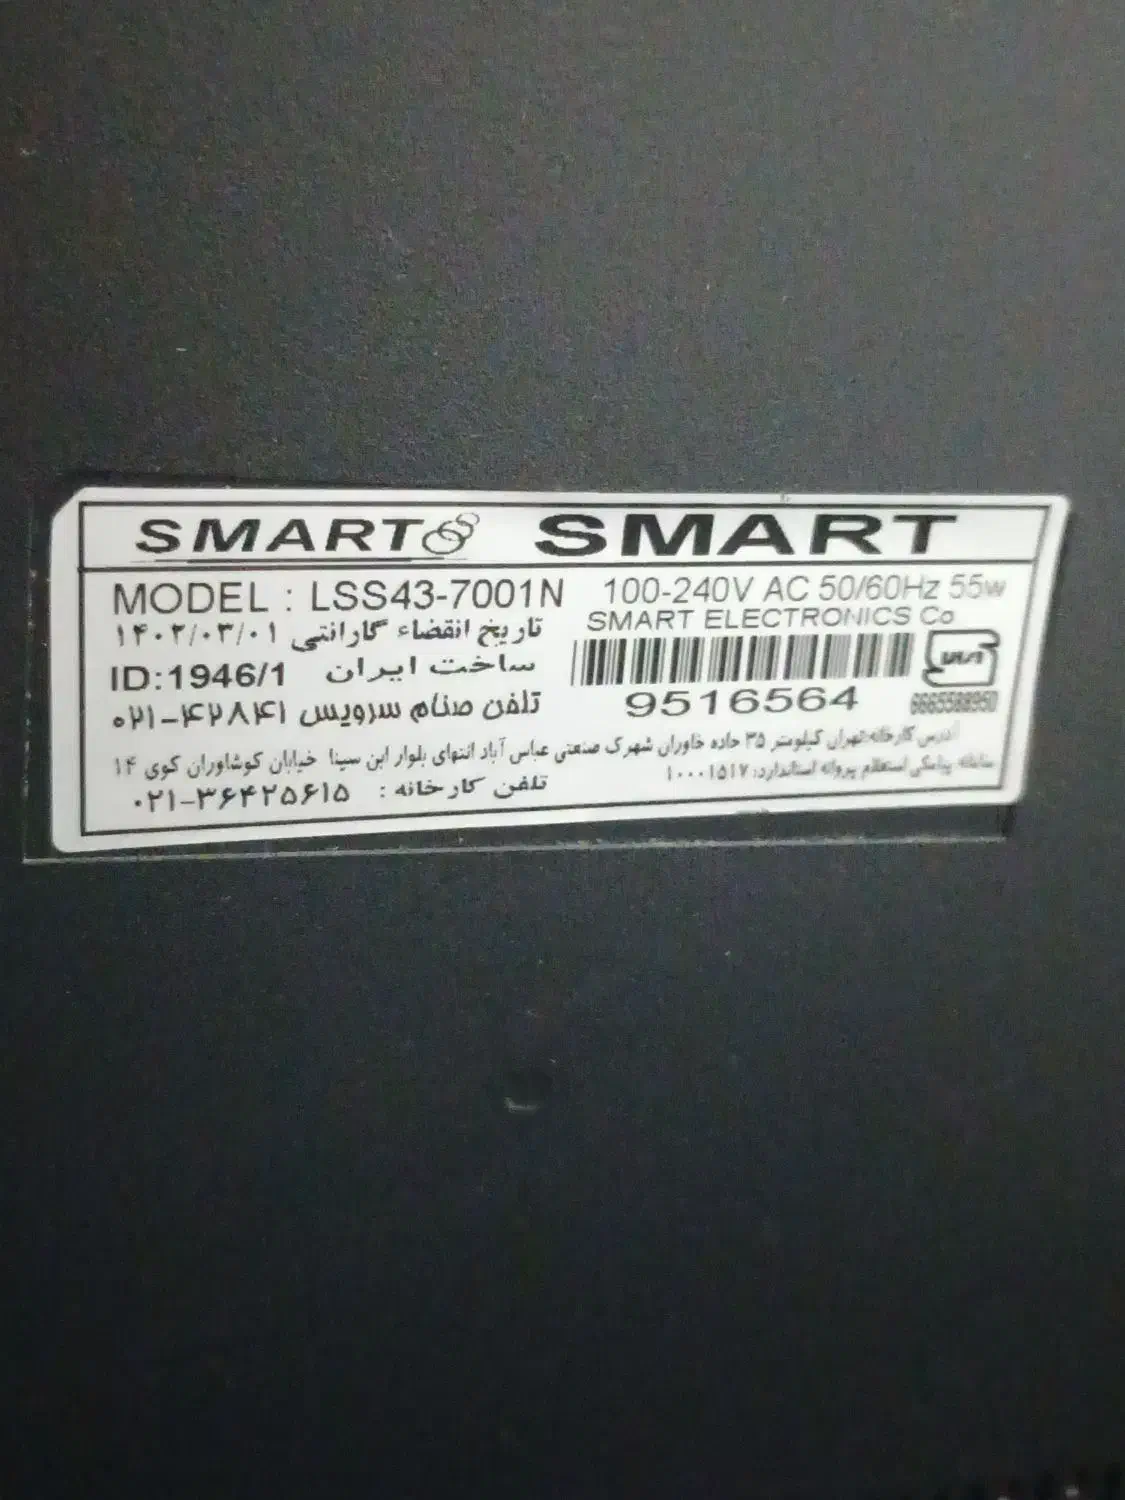 SMART SMART
MODEL : LSS43-7001N 100-240V AC 50/60Hz 55w
SMART ELECTRONICS Co
تاریخ انقضاء گارانتی ۱۴۰۲/۰۳/۰۱
ID:1946/1 ساخت ایران
9516564
6665588950
تلفن صنام سرویس ۰۲۱-۴۲۸۴۱
آدرس کارخانه:تهران کیلومتر ۳۵ جاده خاوران شهرک صنعتی عباس آباد انتهای بلوار ابن سینا خیابان کوشاوران کوی ۱۴
سامانه پیامکی استعلام پروانه استاندارد: ۱۰۰۰۱۵۱۷
تلفن کارخانه : ۰۲۱-۳۶۴۲۵۶۱۵